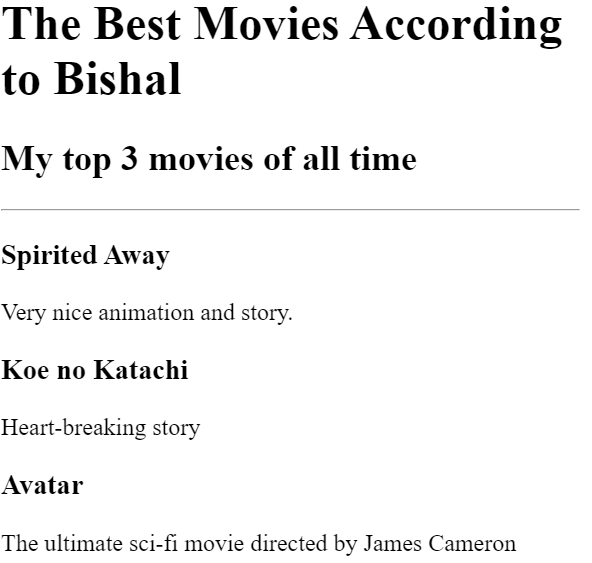 The Best Movies According
to Bishal
My top 3 movies of all time
Spirited Away
Very nice animation and story.
Koe no Katachi
Heart-breaking story
Avatar
The ultimate sci-fi movie directed by James Cameron